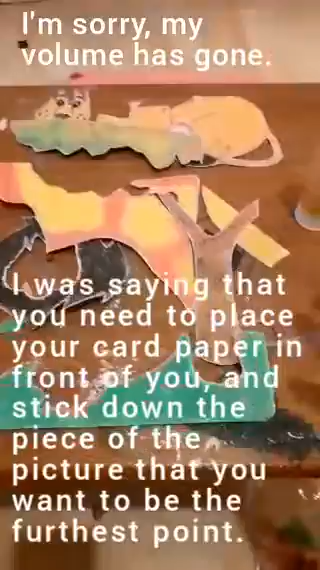 I'm sorry, my
volume has gone.
I was saying that
you need to place
your card paper in
front of you, and
stick down the
piece of the
picture that you
want to be the
furthest point.